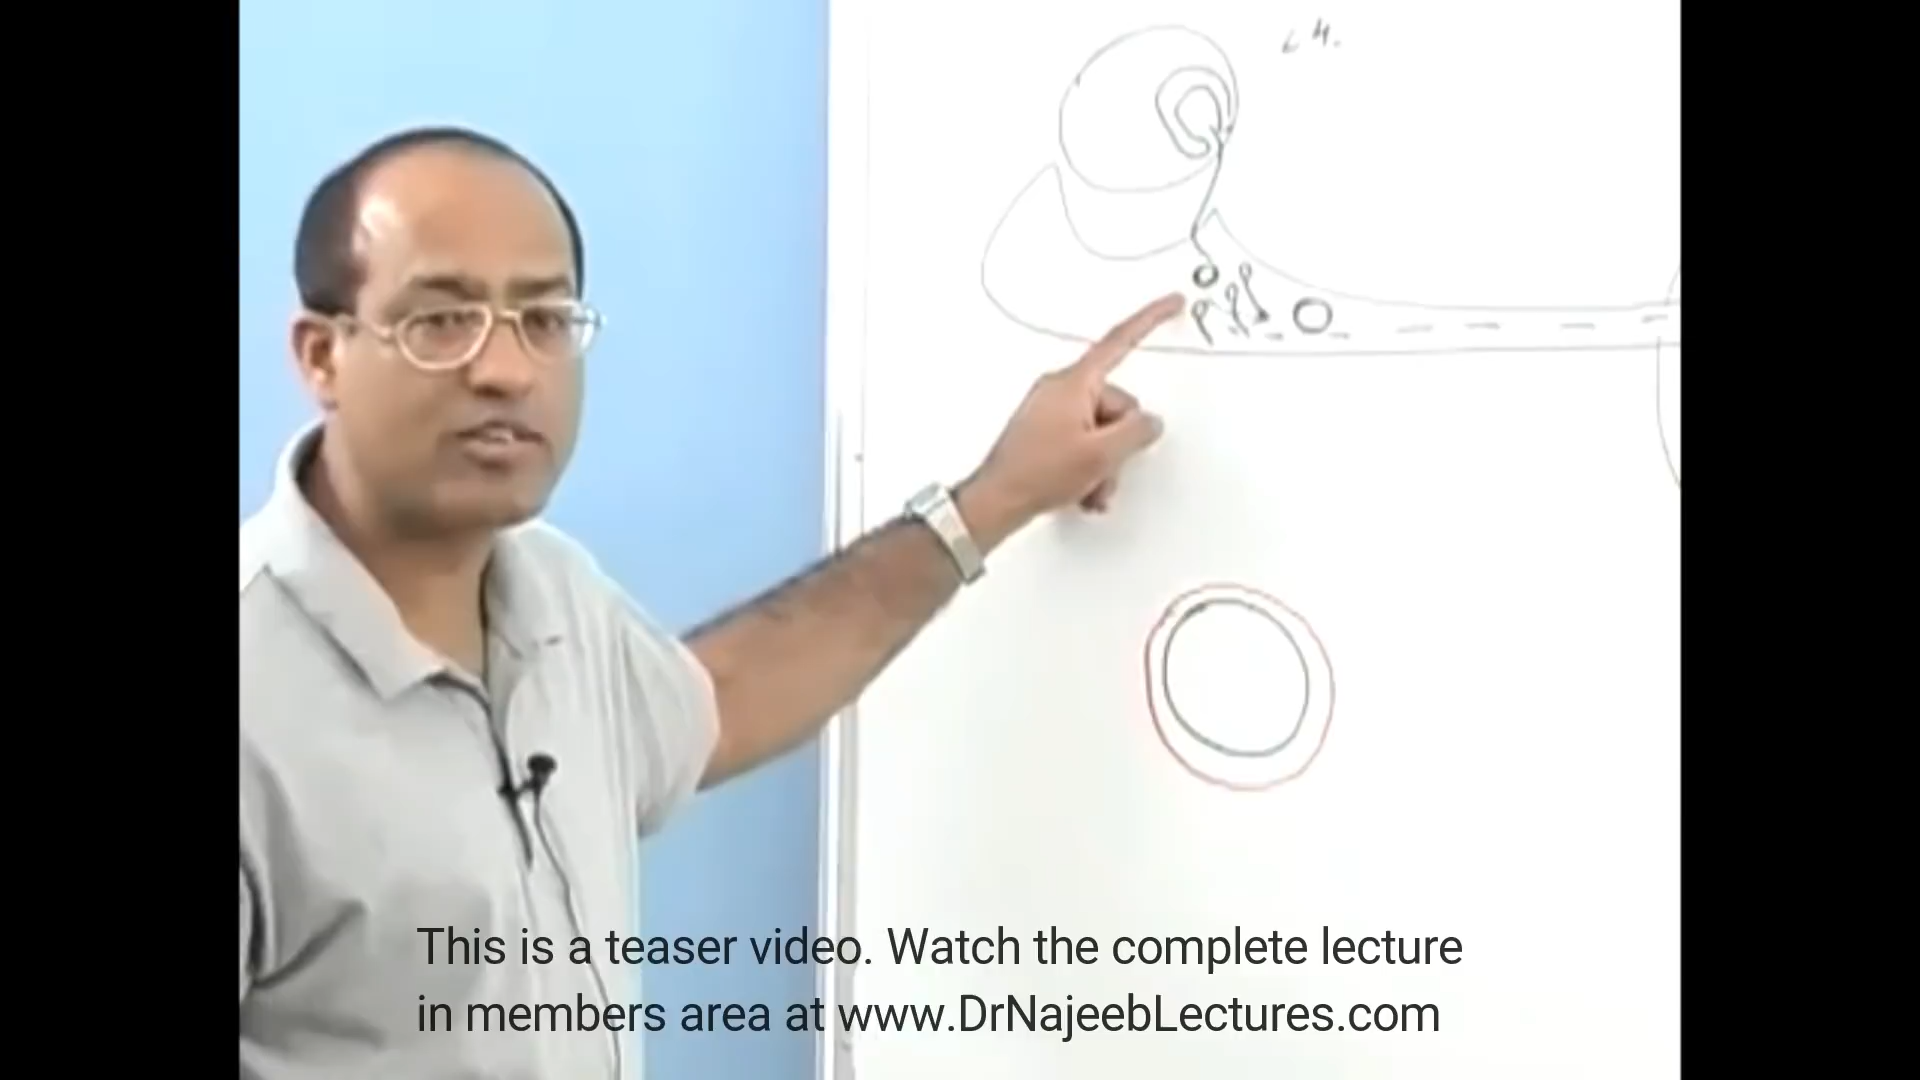 This is a teaser video. Watch the complete lecture
in members area at www.DrNajeebLectures.com